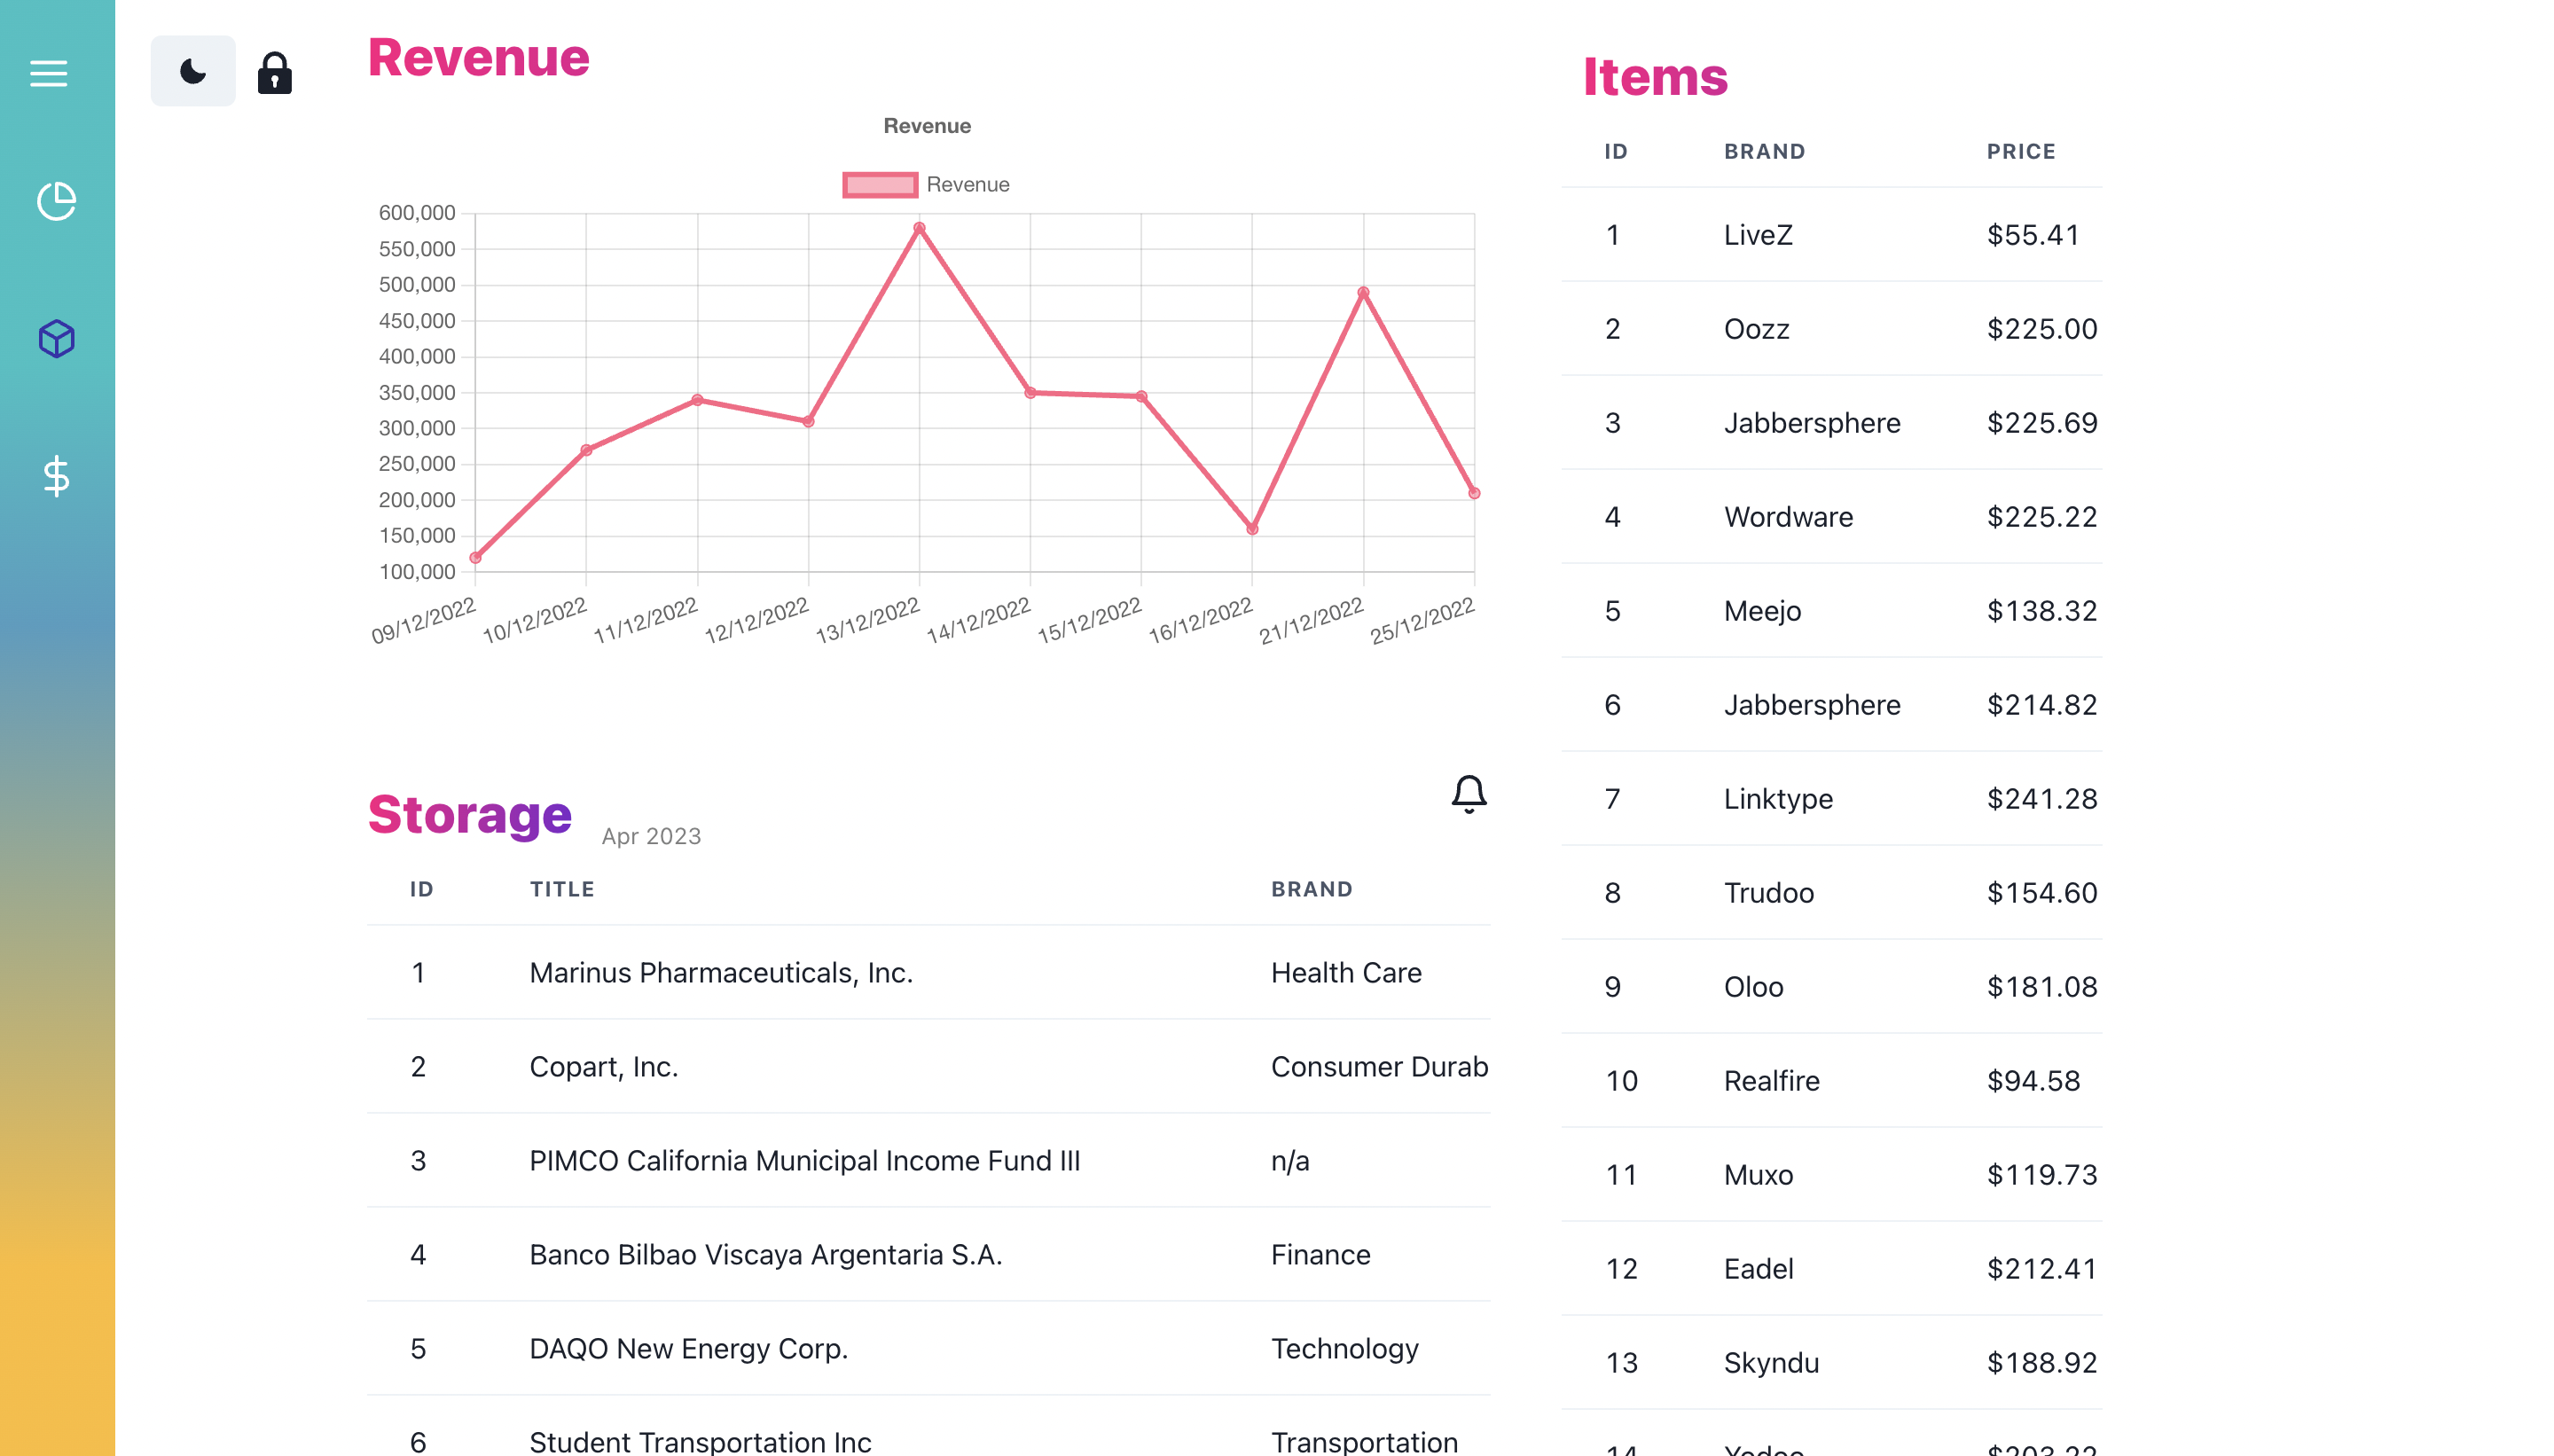 Revenue
Revenue
Revenue
600,000
550,000
500,000
450,000
400,000
350,000
300,000
250,000
200,000
150,000
100,000
09/12/2022
10/12/2022
11/12/2022
12/12/2022
13/12/2022
14/12/2022
15/12/2022
16/12/2022
21/12/2022
25/12/2022
Storage Apr 2023
ID TITLE BRAND
1 Marinus Pharmaceuticals, Inc. Health Care
2 Copart, Inc. Consumer Durab
3 PIMCO California Municipal Income Fund III n/a
4 Banco Bilbao Viscaya Argentaria S.A. Finance
5 DAQO New Energy Corp. Technology
6 Student Transportation Inc Transportation
Items
ID BRAND PRICE
1 LiveZ $55.41
2 Oozz $225.00
3 Jabbersphere $225.69
4 Wordware $225.22
5 Meejo $138.32
6 Jabbersphere $214.82
7 Linktype $241.28
8 Trudoo $154.60
9 Oloo $181.08
10 Realfire $94.58
11 Muxo $119.73
12 Eadel $212.41
13 Skyndu $188.92